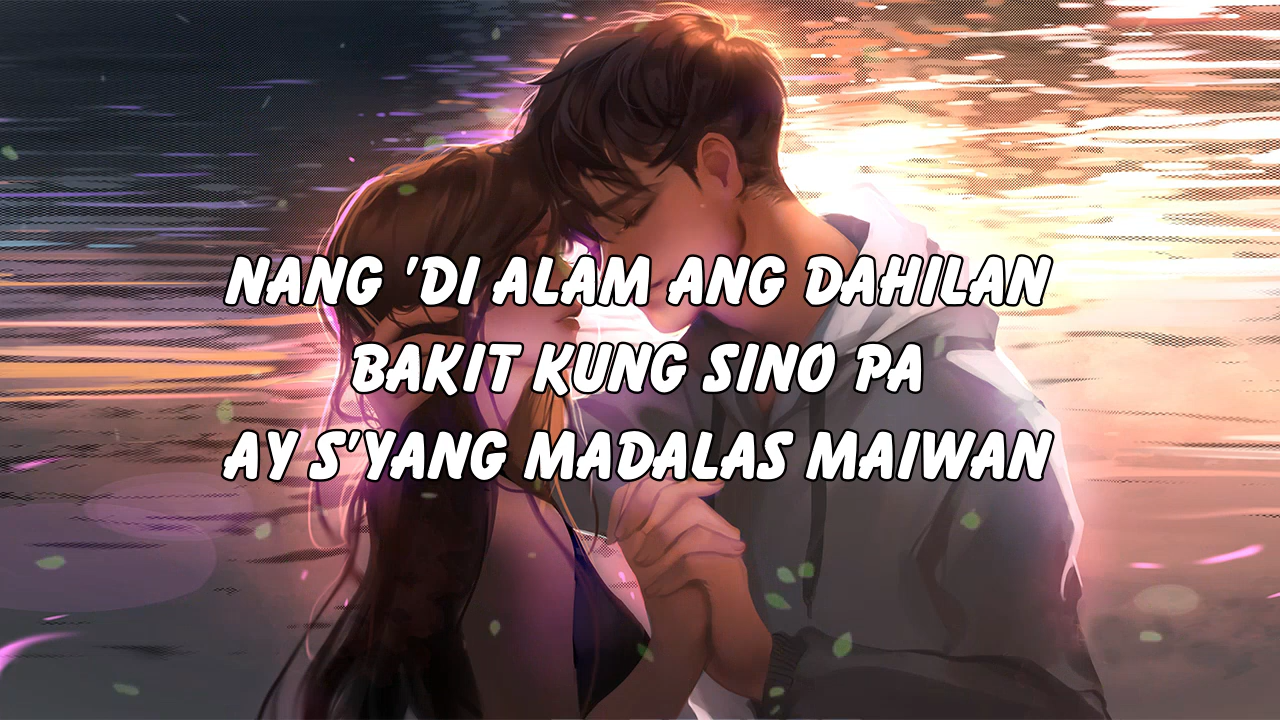 NANG 'DI ALAM ANG DAHILAN
BAKIT KUNG SINO PA
AY S'YANG MADALAS MAIWAN